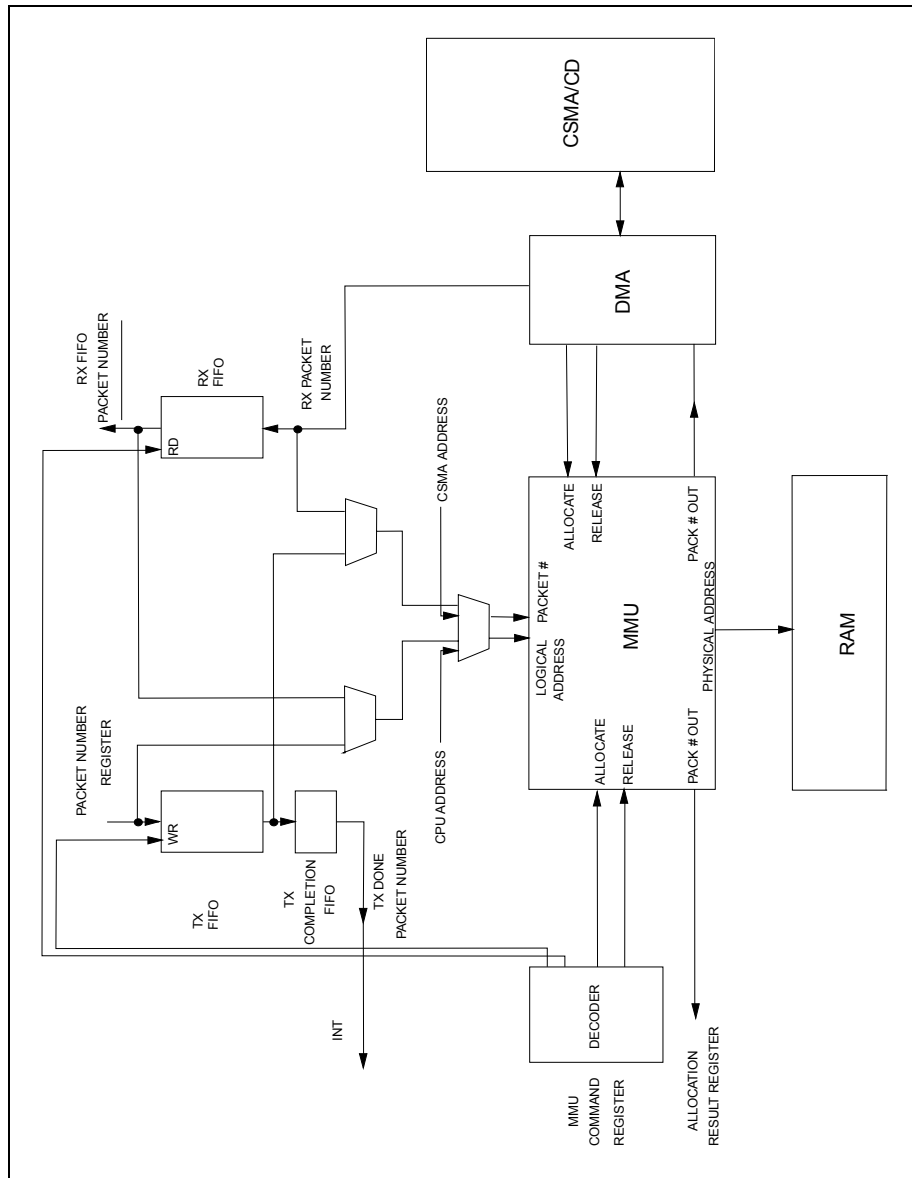 CSMA/CD
DMA
RX FIFO
PACKET NUMBER
RX
FIFO
RD
RX PACKET
NUMBER
CSMA ADDRESS
ALLOCATE
RELEASE
PACK # OUT
PACKET #
LOGICAL
ADDRESS
MMU
PHYSICAL ADDRESS
RAM
PACKET NUMBER
REGISTER
WR
TX
FIFO
TX
COMPLETION
FIFO
TX DONE
PACKET NUMBER
CPU ADDRESS
ALLOCATE
RELEASE
PACK # OUT
INT
DECODER
MMU
COMMAND
REGISTER
ALLOCATION
RESULT REGISTER